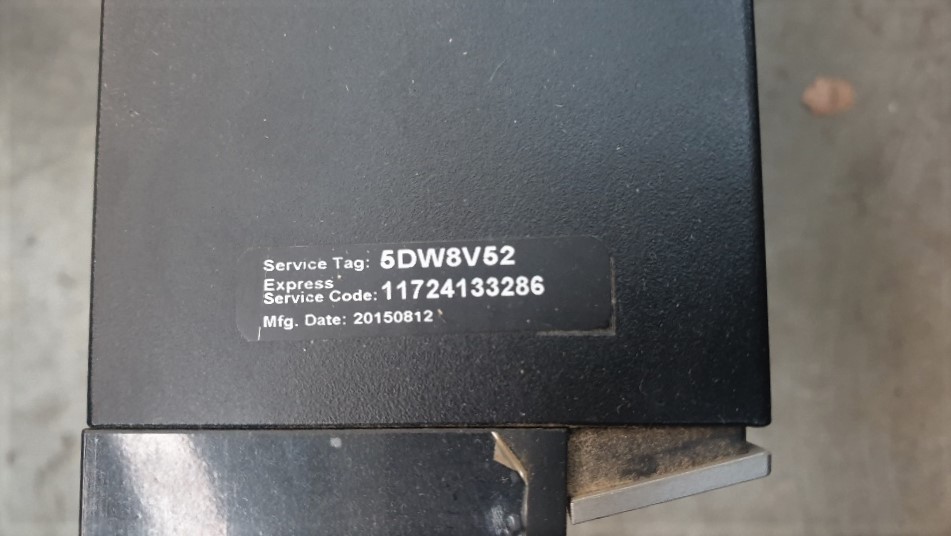 Service Tag: 5DW8V52
Express
Service Code: 11724133286
Mfg. Date: 20150812